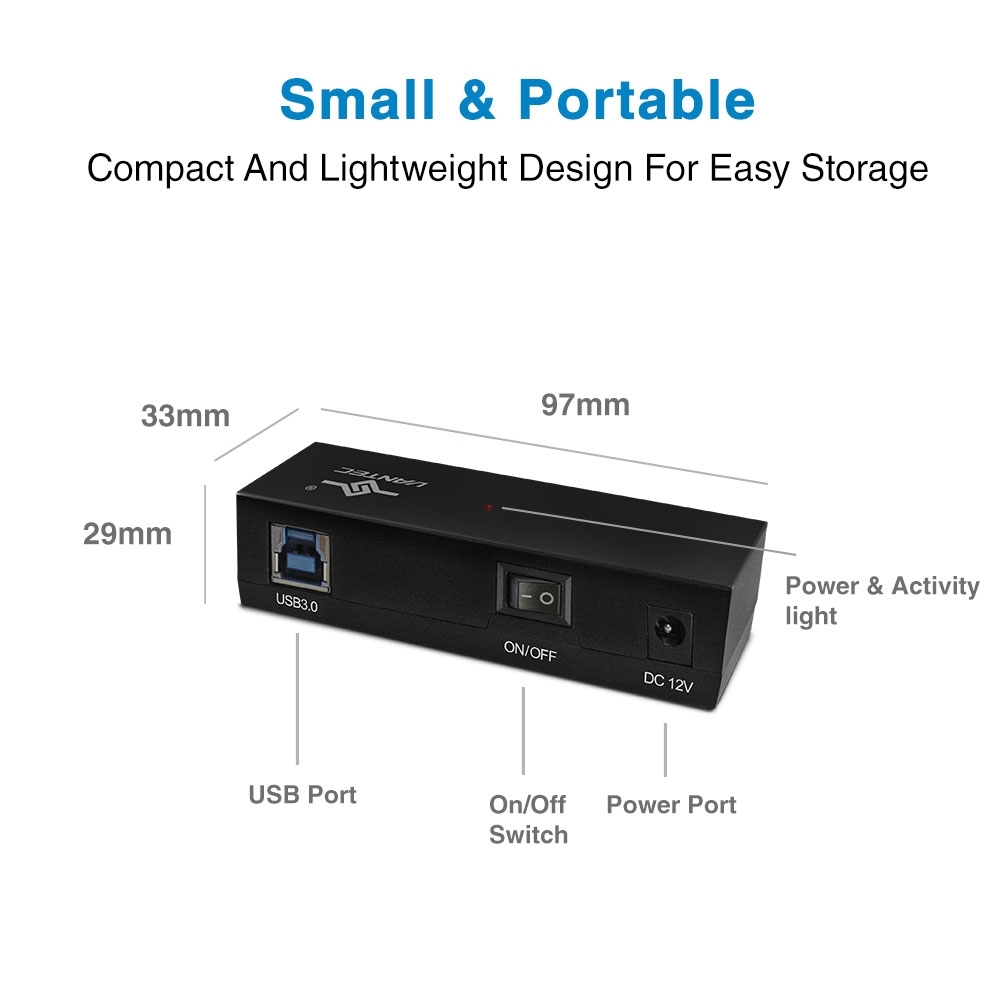 Small & Portable
Compact And Lightweight Design For Easy Storage
33mm
97mm
29mm
VANTEC
®
USB3.0
ON/OFF
DC 12V
Power & Activity
light
USB Port
On/Off
Switch
Power Port